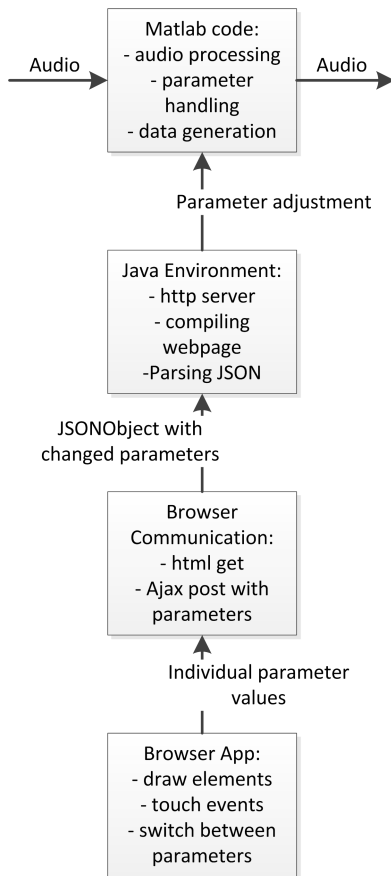 Matlab code:
- audio processing
- parameter
handling
- data generation
Audio
Audio
Parameter adjustment
Java Environment:
- http server
- compiling
webpage
-Parsing JSON
JSONObject with
changed parameters
Browser
Communication:
- html get
- Ajax post with
parameters
Individual parameter
values
Browser App:
- draw elements
- touch events
- switch between
parameters